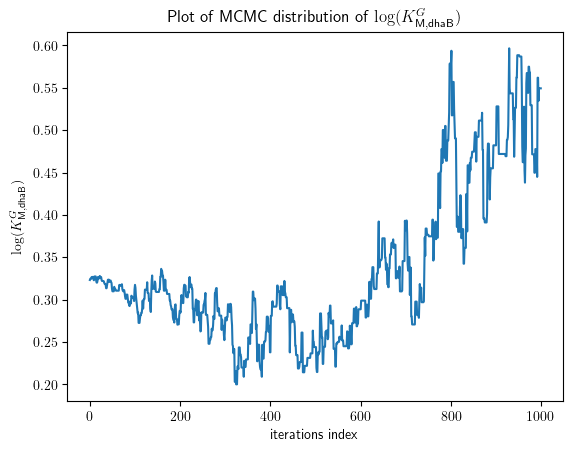 Plot of MCMC distribution of log(K^G_{M,dhaB})
log(K^G_{M,dhaB})
0.60
0.55
0.50
0.45
0.40
0.35
0.30
0.25
0.20
0 200 400 600 800 1000
iterations index